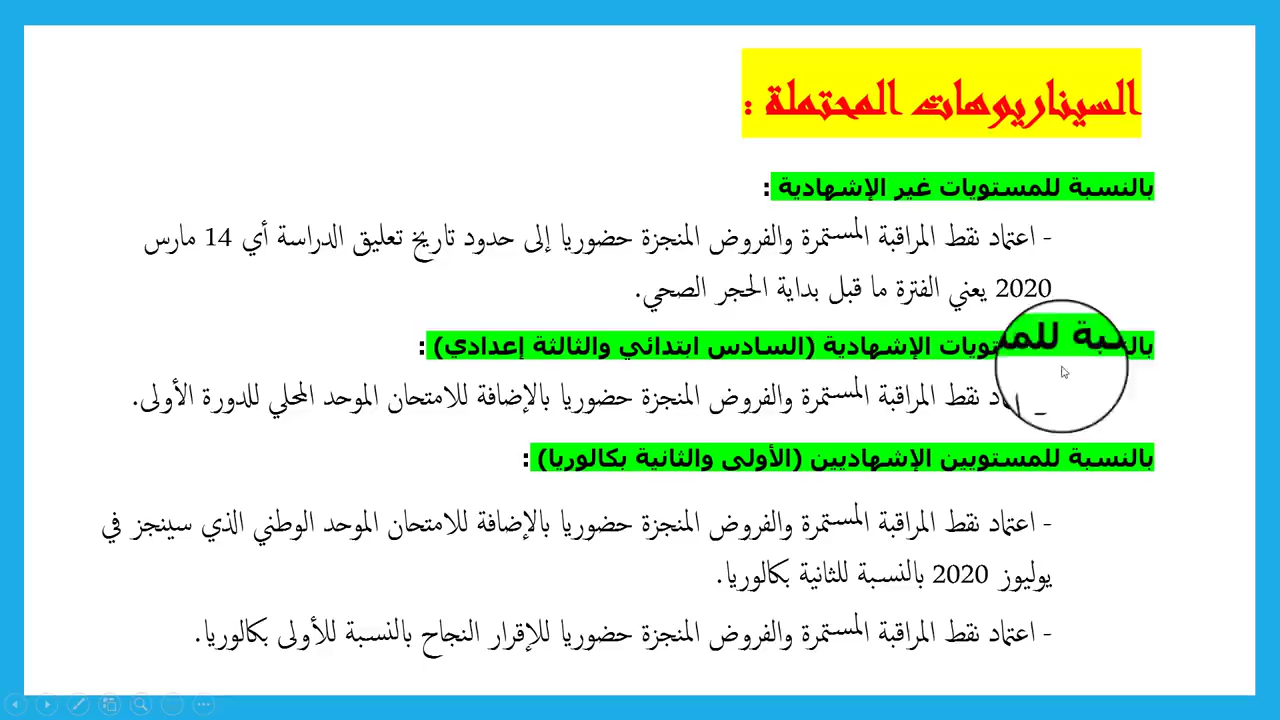 السيناريوهات المحتملة :
بالنسبة للمستويات غير الإشهادية :
- اعتماد نقط المراقبة المستمرة والفروض المنجزة حضوريا إلى حدود تاريخ تعليق الدراسة أي 14 مارس
2020 يعني الفترة ما قبل بداية الحجر الصحي.
تويات الإشهادية (السادس ابتدائي والثالثة إعدادي) :
نقط المراقبة المستمرة والفروض المنجزة حضوريا بالإضافة للامتحان الموحد المحلي للدورة الأولى.
بالنسبة للمستويين الإشهاديين (الأولى والثانية بكالوريا) :
- اعتماد نقط المراقبة المستمرة والفروض المنجزة حضوريا بالإضافة للامتحان الموحد الوطني الذي سينجز في
يوليوز 2020 بالنسبة للثانية بكالوريا.
- اعتماد نقط المراقبة المستمرة والفروض المنجزة حضوريا للإقرار النجاح بالنسبة للأولى بكالوريا.